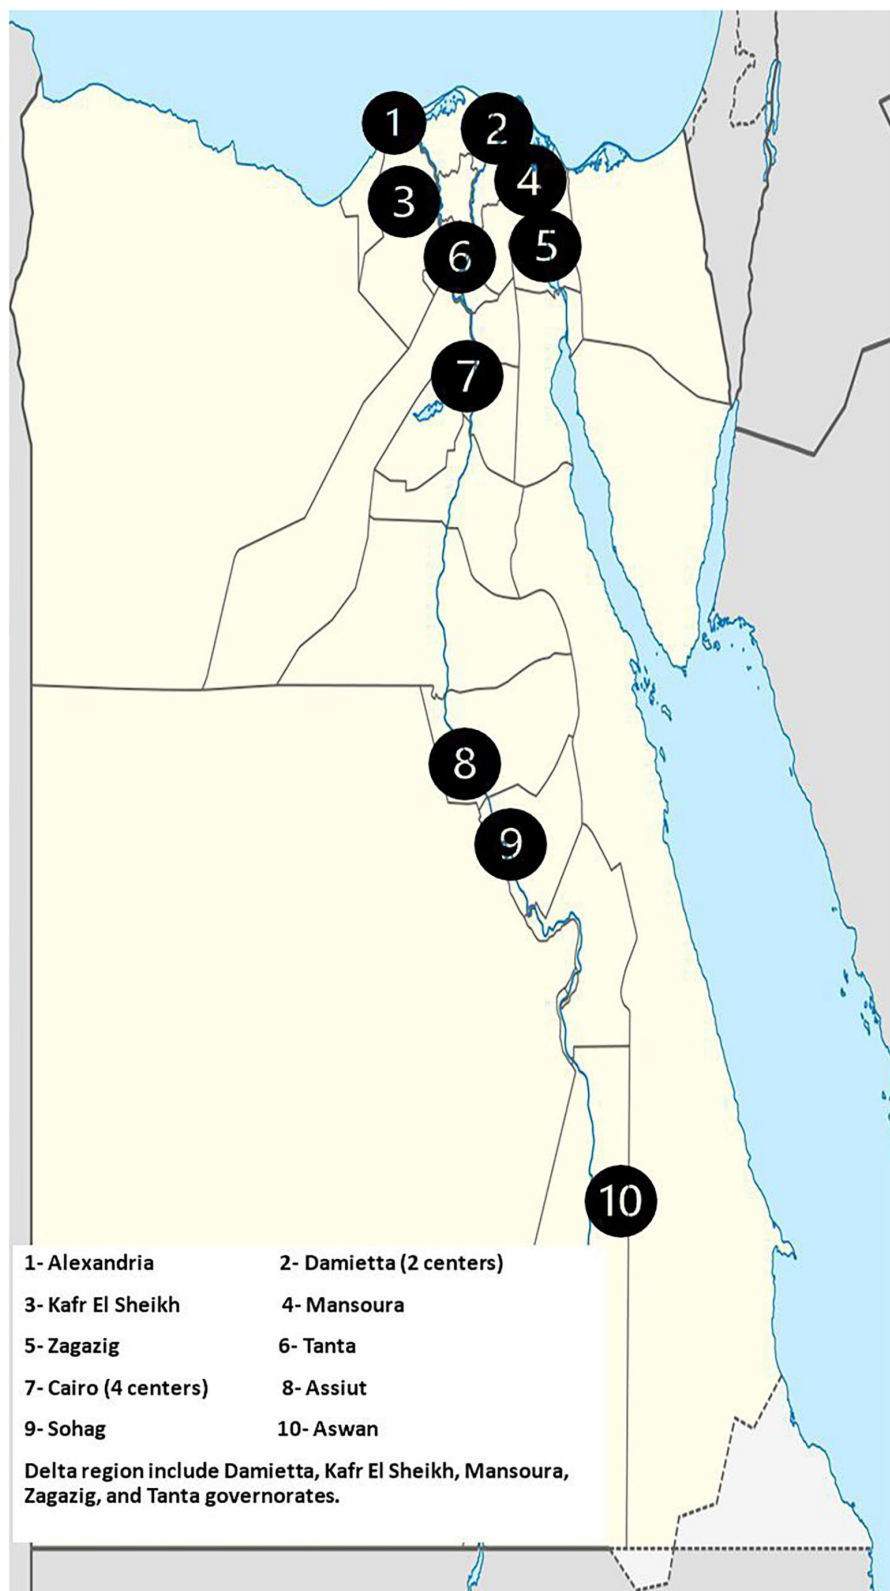 1
2
3
4
5
6
7
8
9
10
1- Alexandria 2- Damietta (2 centers)
3- Kafr El Sheikh 4- Mansoura
5- Zagazig 6- Tanta
7- Cairo (4 centers) 8- Assiut
9- Sohag 10- Aswan
Delta region include Damietta, Kafr El Sheikh, Mansoura,
Zagazig, and Tanta governorates.